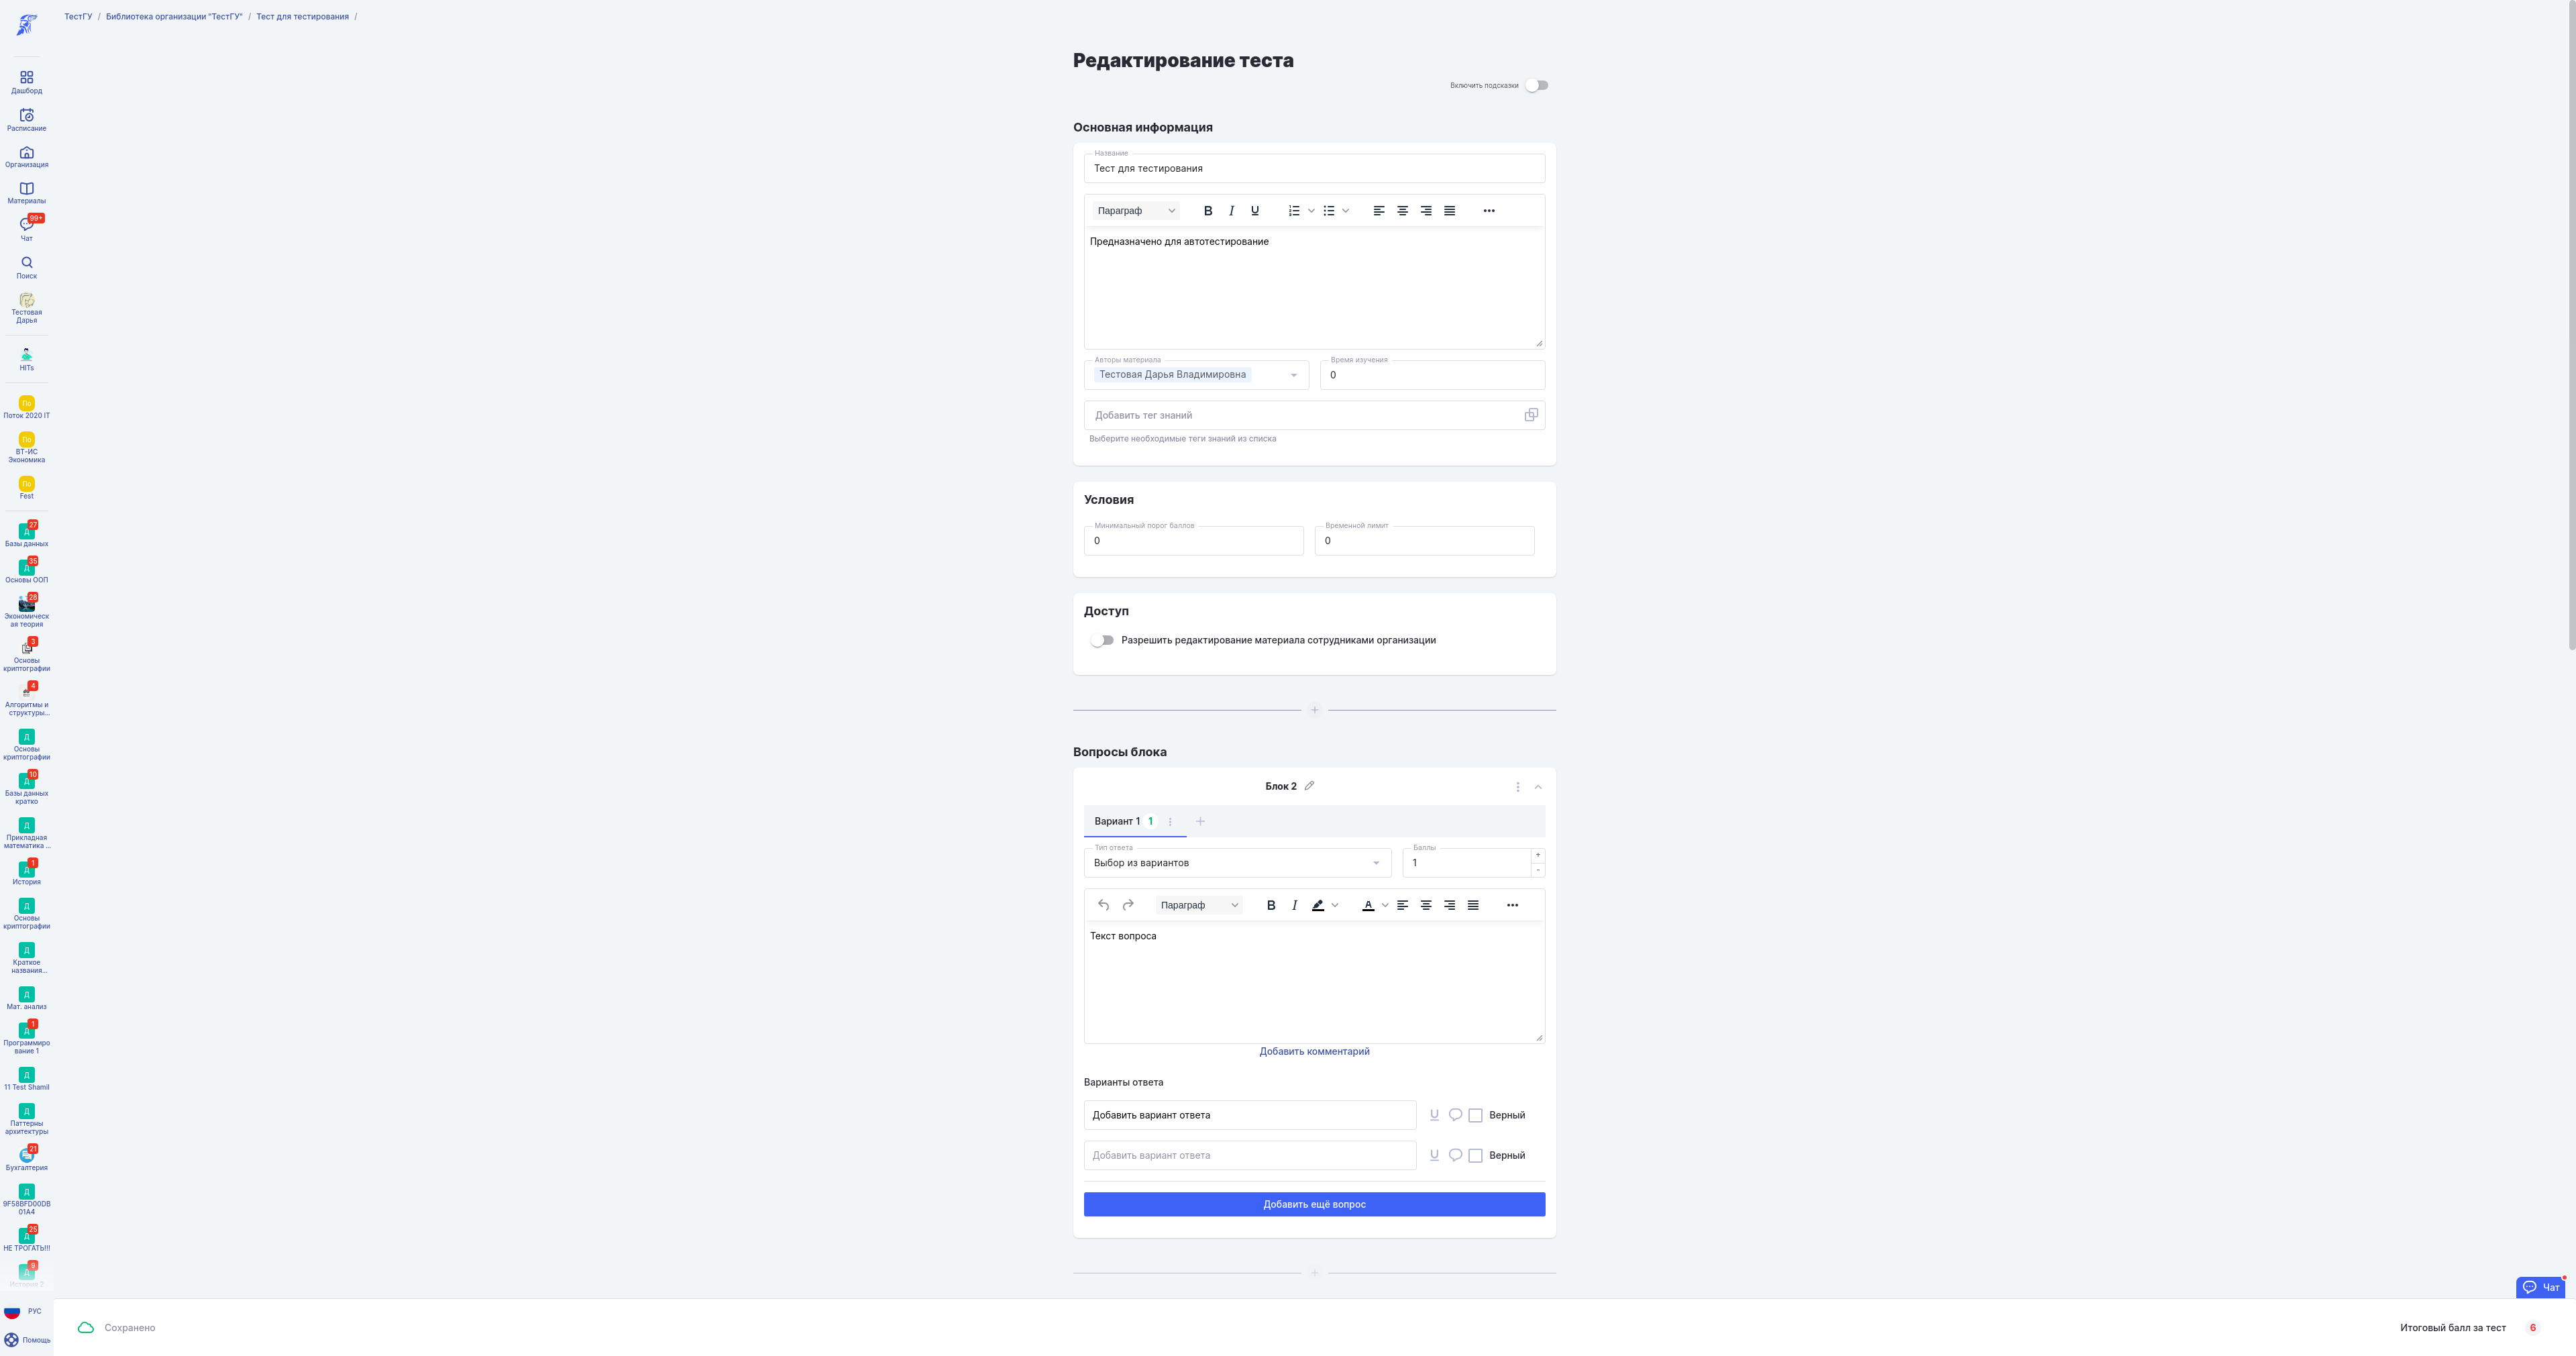 ТестГУ / Библиотека организации "ТестГУ" / Тест для тестирования /
Дашборд
Расписание
Организация
Материалы
99+
Чат
Поиск
Тестовая
Дарья
HITs
По
Поток 2020 IT
По
ВТ-ИС
Экономика
По
Fest
27
Д
Базы данных
35
Д
Основы ООП
28
Экономическ
ая теория
3
Основы
криптографии
4
Алгоритмы и
структуры...
Д
Основы
криптографии
10
Д
Базы данных
кратко
Д
Прикладная
математика ...
1
Д
История
Д
Основы
криптографии
Д
Краткое
названия...
Д
Мат. анализ
1
Д
Программиро
вание 1
Д
11 Test Shamil
Д
Паттерны
архитектуры
21
Бухгалтерия
Д
9F58BFD00DB
01A4
25
Д
НЕ ТРОГАТЬ!!!
9
Д
История 2
РУС
Помощь
Редактирование теста
Включить подсказки
Основная информация
Название
Тест для тестирования
Параграф
Предназначено для автотестирование
Авторы материала
Тестовая Дарья Владимировна
Время изучения
0
Добавить тег знаний
Выберите необходимые теги знаний из списка
Условия
Минимальный порог баллов
0
Временной лимит
0
Доступ
Разрешить редактирование материала сотрудниками организации
Вопросы блока
Блок 2
Вариант 1 1
Тип ответа
Выбор из вариантов
Баллы
1
Параграф
Текст вопроса
Добавить комментарий
Варианты ответа
Добавить вариант ответа
Верный
Добавить вариант ответа
Верный
Добавить ещё вопрос
Чат
Сохранено
Итоговый балл за тест 6